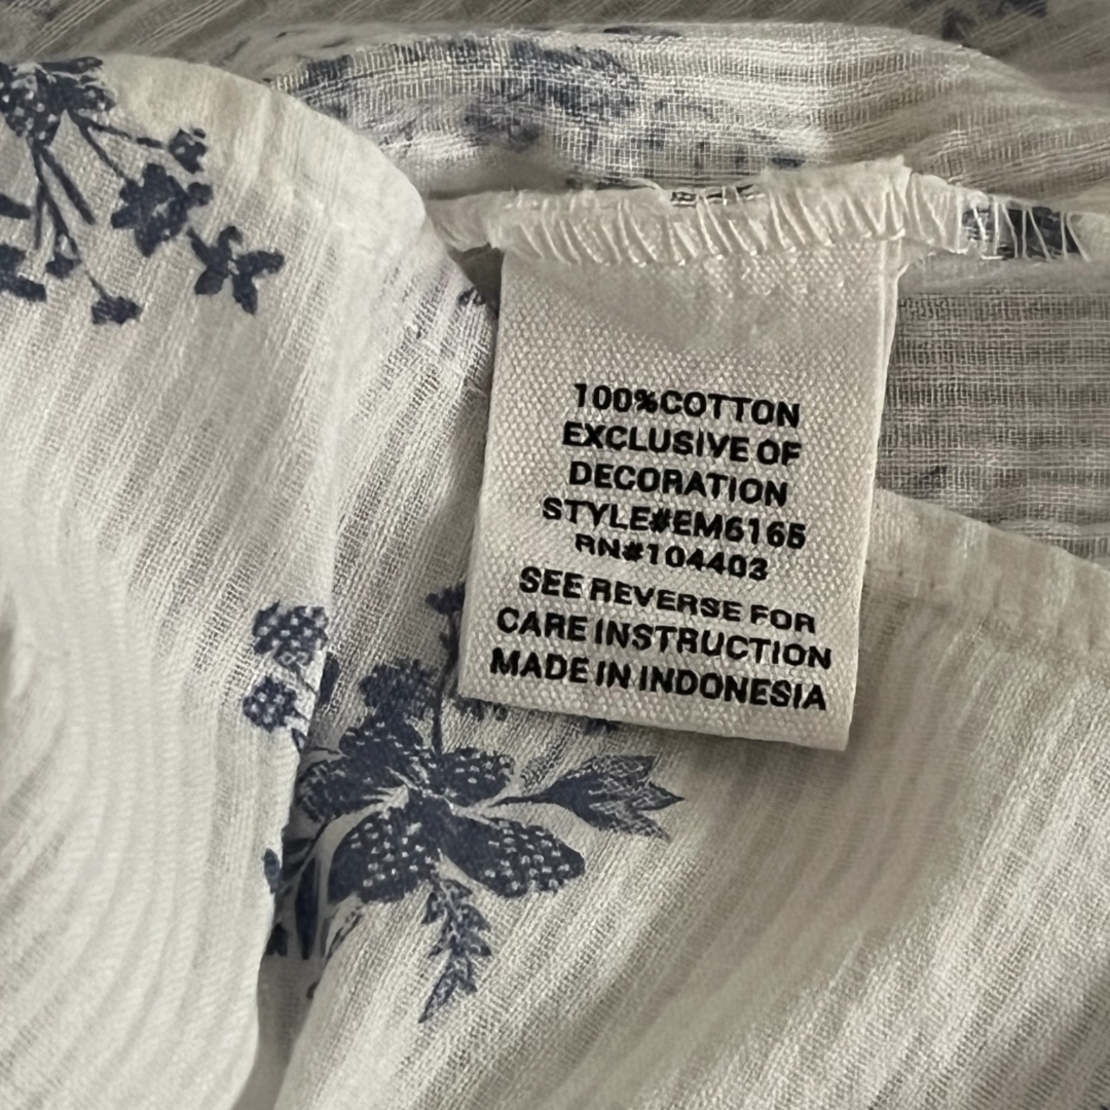 100%COTTON
EXCLUSIVE OF
DECORATION
STYLE#EM6165
RN#104403
SEE REVERSE FOR
CARE INSTRUCTION
MADE IN INDONESIA